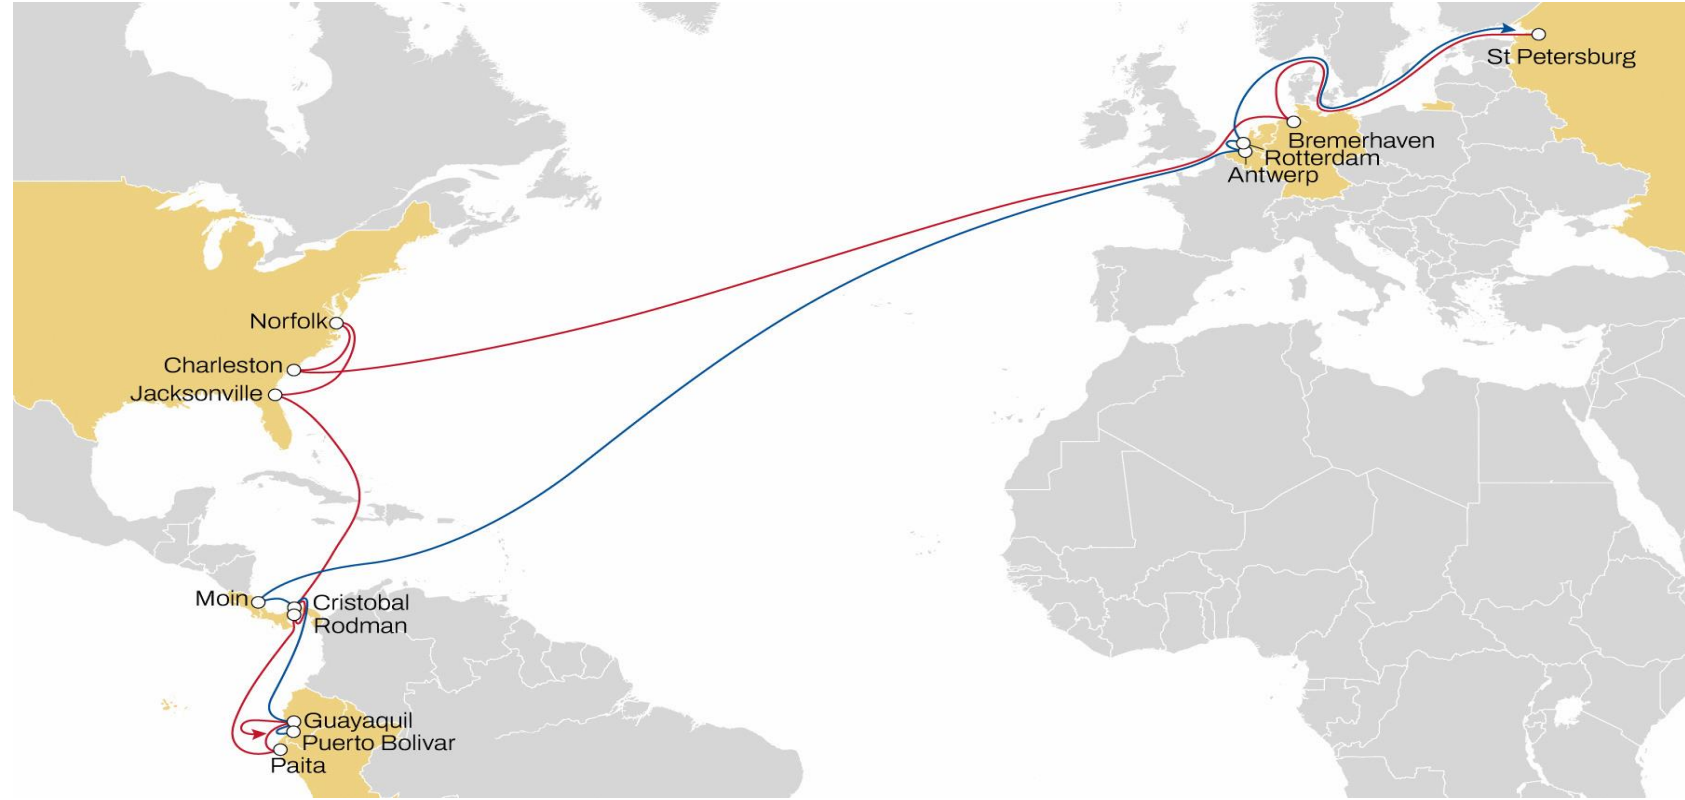 St Petersburg
Bremerhaven
Rotterdam
Antwerp
Norfolk
Charleston
Jacksonville
Moin
Cristobal
Rodman
Guayaquil
Puerto Bolivar
Paita